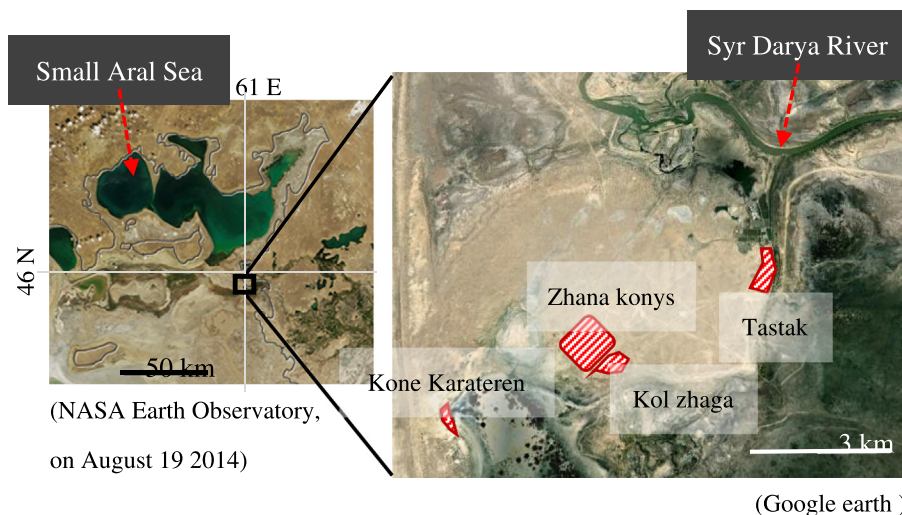 Syr Darya River
Small Aral Sea
61 E
46 N
Zhana konys
Tastak
50 km
Kone Karateren
Kol zhaga
(NASA Earth Observatory,
on August 19 2014)
3 km
(Google earth )